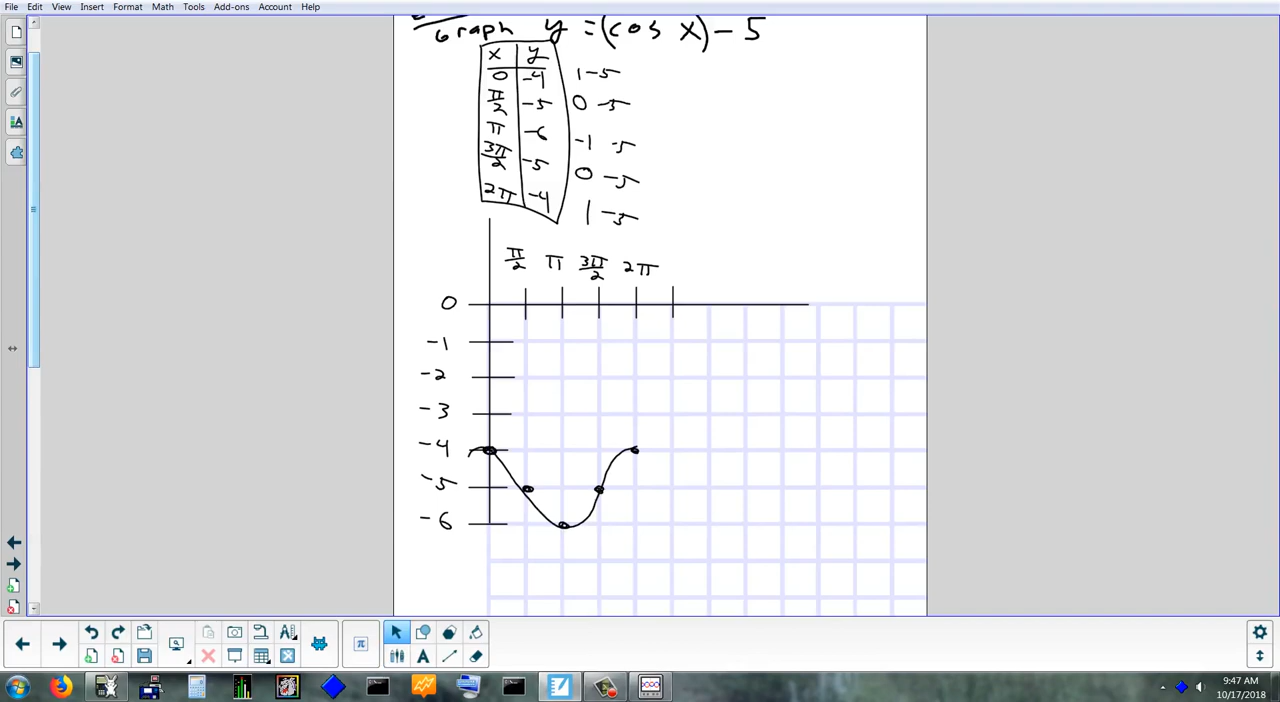 File Edit View Insert Format Math Tools Add-ons Account Help
Graph y = (cos x) - 5
x y
0 -4 1 -5
π/2 -5 0 -5
π -6 -1 -5
3π/2 -5 0 -5
2π -4 1 -5
π/2 π 3π/2 2π
0
-1
-2
-3
-4
-5
-6
π
A
9:47 AM
10/17/2018